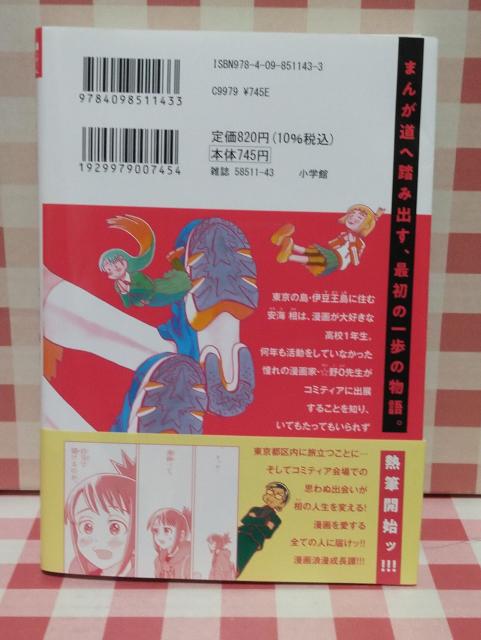 ISBN978-4-09-851143-3
C9979 ¥745E
9784098511433
定価820円(10%税込)
本体745円
雑誌 58511-43 小学館
1929979007454
まんが道へ踏み出す、最初の一歩の物語。
東京の島・伊豆王島に住む
安海 相は、漫画が大好きな
高校1年生。
何年も活動をしていなかった
憧れの漫画家・☆野0先生が
コミティアに出展
することを知り、
いてもたってもいられず
東京都区内に旅立つことに…
そしてコミティア会場での
思わぬ出会いが
相の人生を変える!
漫画を愛する
全ての人に届けッ!!
漫画浪漫成長譚!!!
熱筆開始ッ!!!